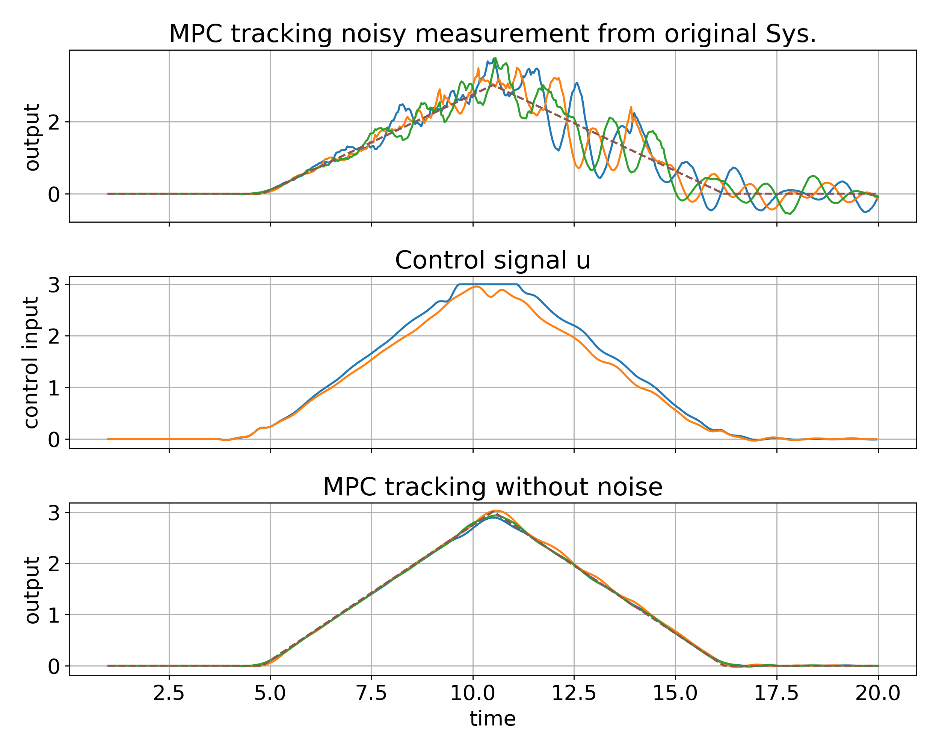 MPC tracking noisy measurement from original Sys.
output
2
0
Control signal u
control input
3
2
1
0
MPC tracking without noise
output
3
2
1
0
2.5 5.0 7.5 10.0 12.5 15.0 17.5 20.0
time